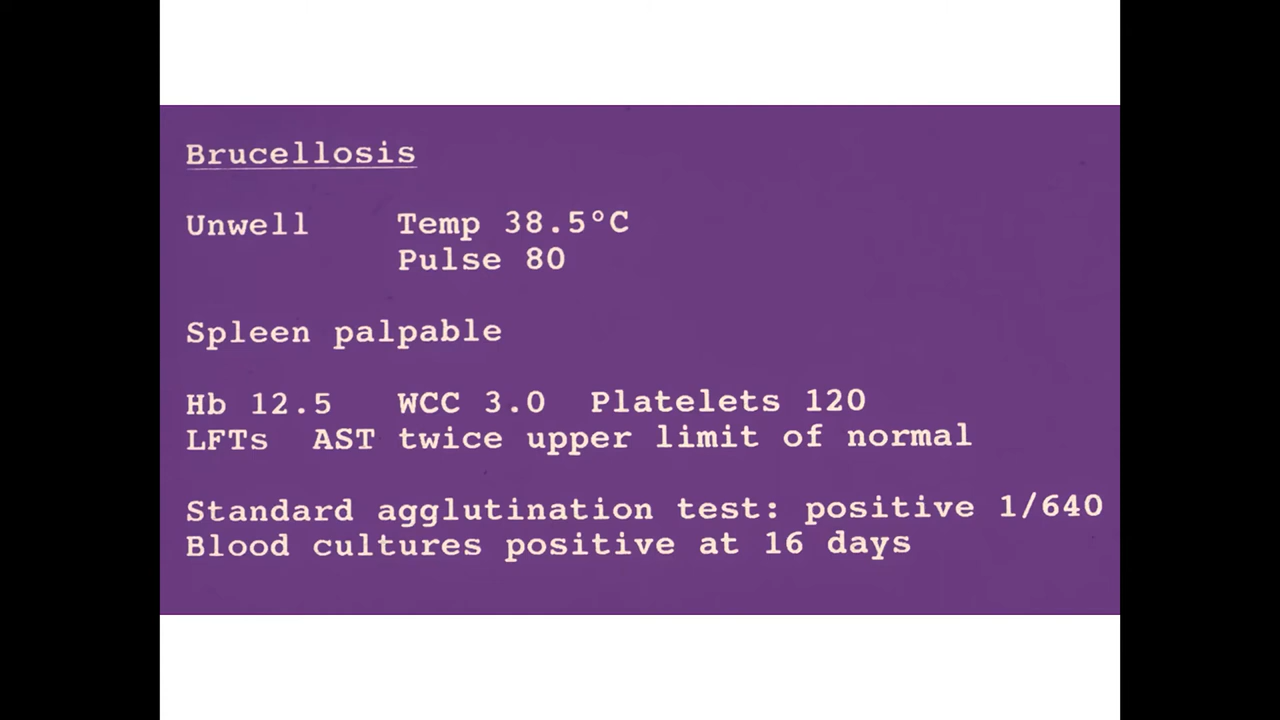 Brucellosis
Unwell Temp 38.5°C
Pulse 80
Spleen palpable
Hb 12.5 WCC 3.0 Platelets 120
LFTs AST twice upper limit of normal
Standard agglutination test: positive 1/640
Blood cultures positive at 16 days